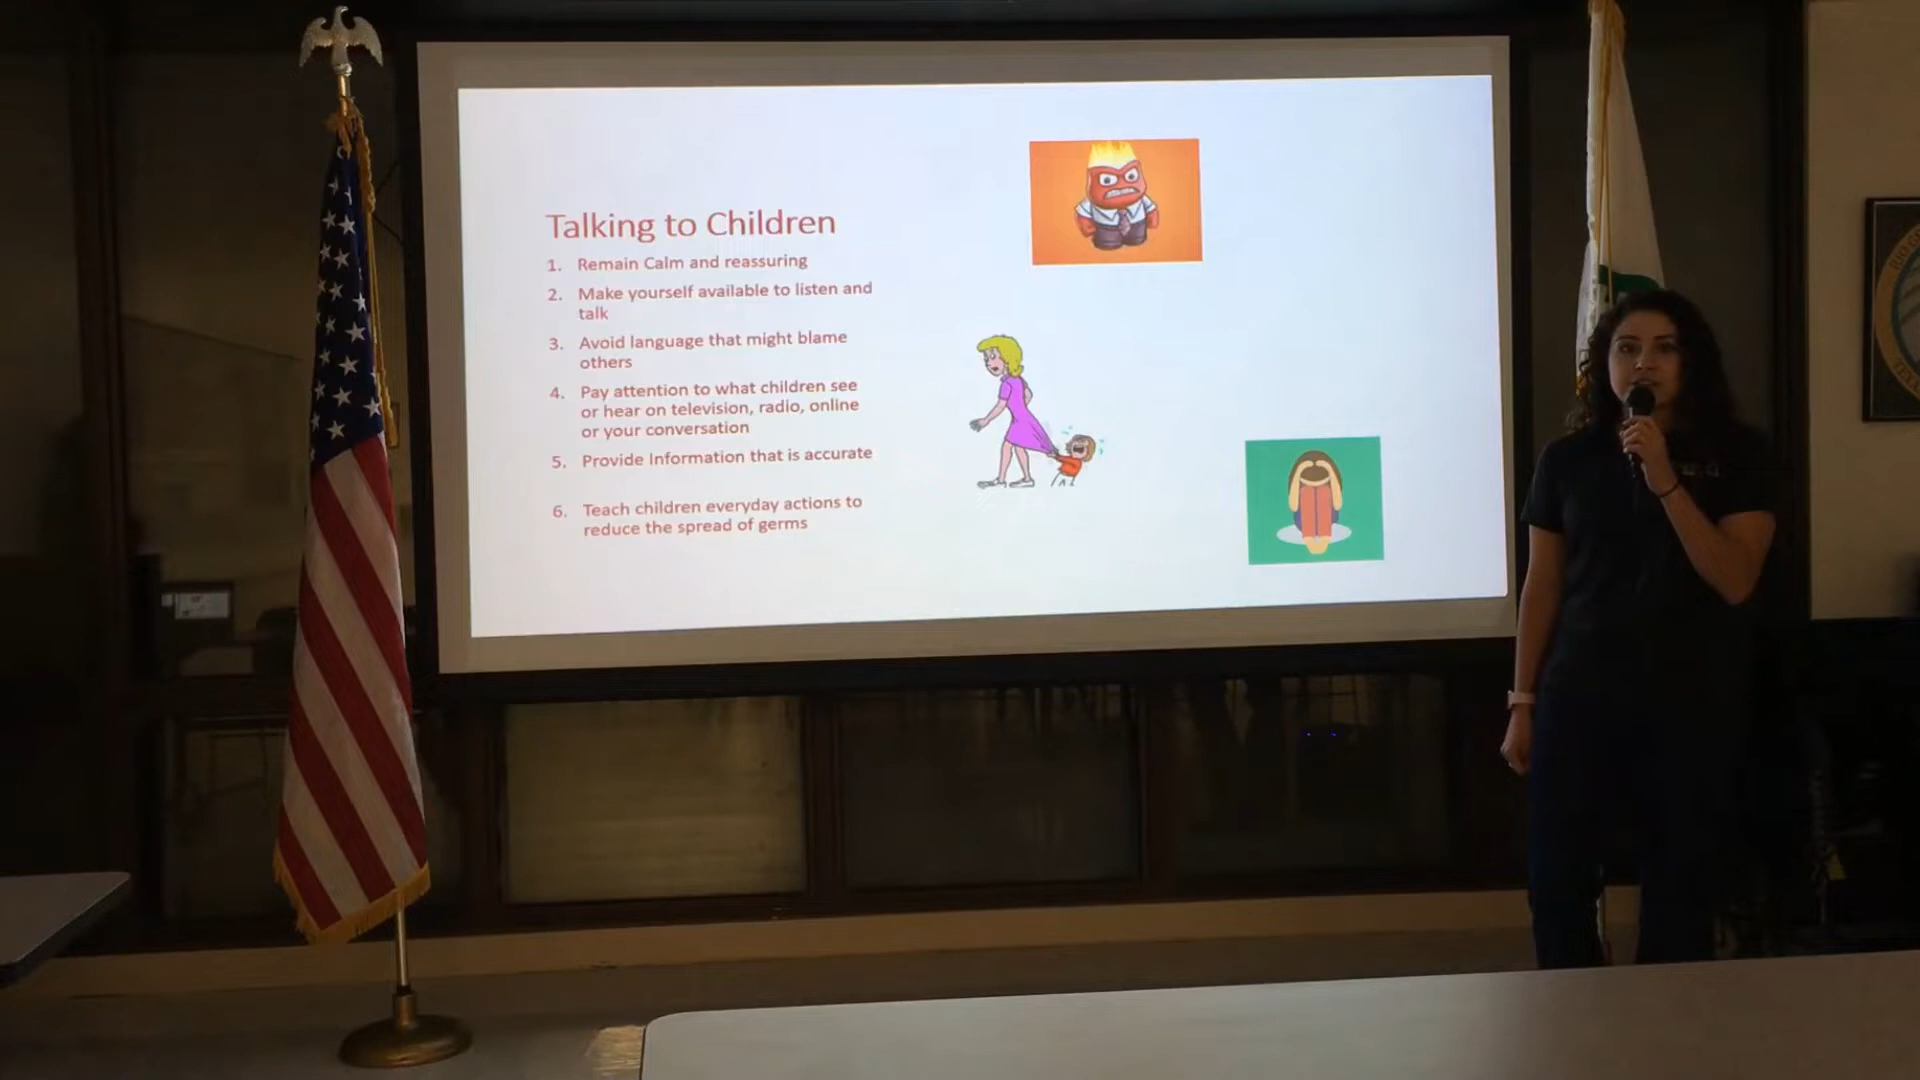 Talking to Children
1. Remain Calm and reassuring
2. Make yourself available to listen and
talk
3. Avoid language that might blame
others
4. Pay attention to what children see
or hear on television, radio, online
or your conversation
5. Provide Information that is accurate
6. Teach children everyday actions to
reduce the spread of germs